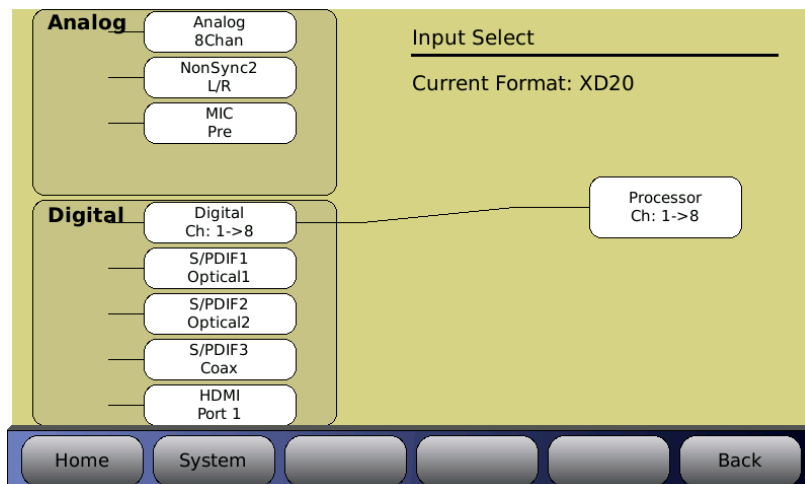 Analog
Analog
8Chan
NonSync2
L/R
MIC
Pre
Input Select
Current Format: XD20
Digital
Digital
Ch: 1->8
S/PDIF1
Optical1
S/PDIF2
Optical2
S/PDIF3
Coax
HDMI
Port 1
Processor
Ch: 1->8
Home
System
Back